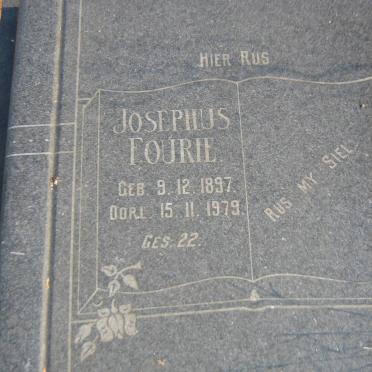 HIER RUS
JOSEPHUS
FOURIE
GEB 9.12.1897.
OORL 15.11.1979.
GES. 22.
RUS MY SIEL